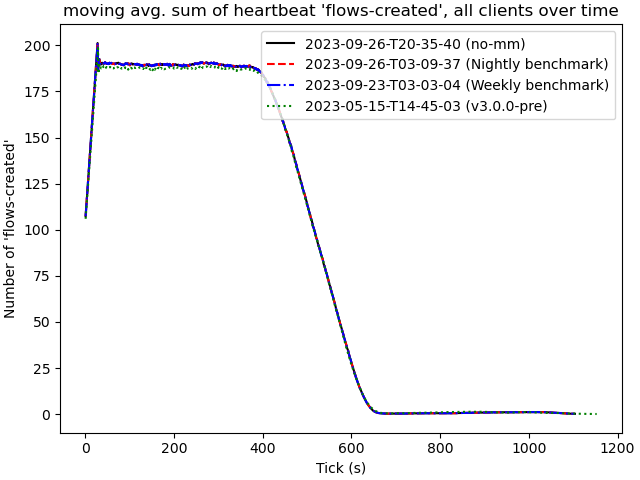 moving avg. sum of heartbeat 'flows-created', all clients over time
2023-09-26-T20-35-40 (no-mm)
2023-09-26-T03-09-37 (Nightly benchmark)
2023-09-23-T03-03-04 (Weekly benchmark)
2023-05-15-T14-45-03 (v3.0.0-pre)
Number of 'flows-created'
200
175
150
125
100
75
50
25
0
0 200 400 600 800 1000 1200
Tick (s)